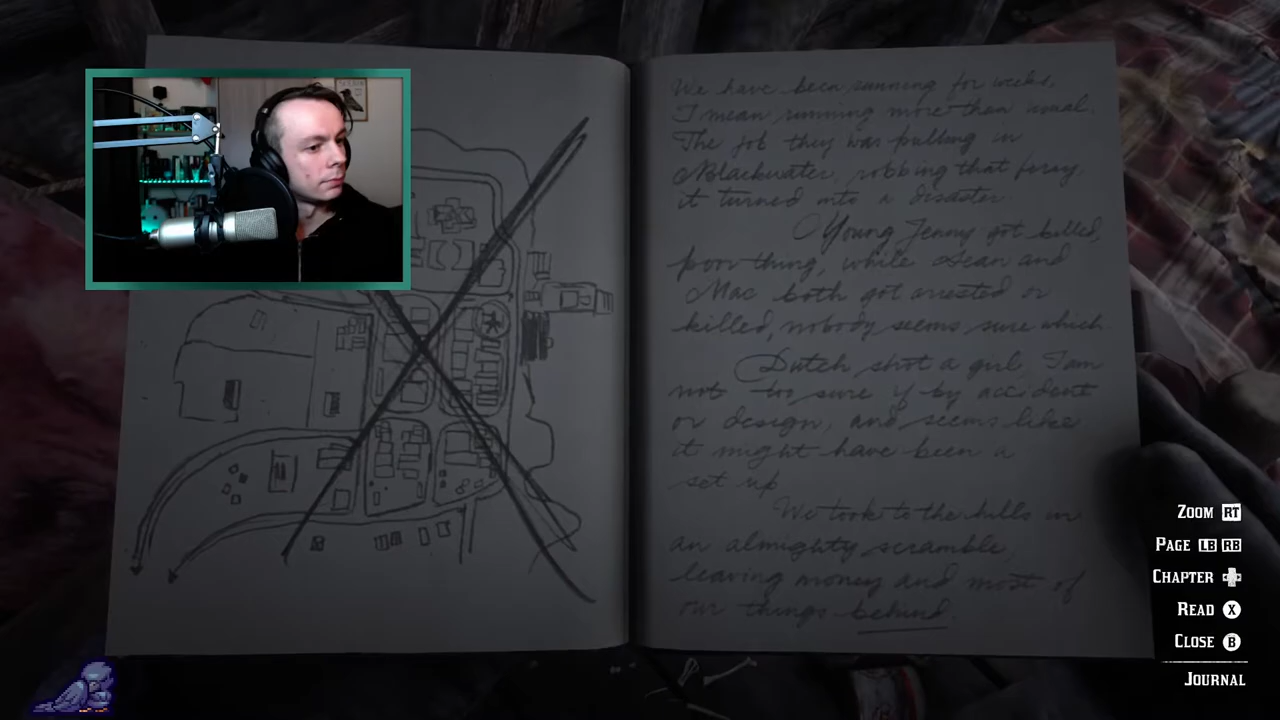 We have been running for weeks,
I mean running more than usual.
The job they was pulling in
Blackwater, robbing that feray,
it turned into a disaster.
Young Jenny got killed,
poor thing, while Sean and
Mac both got arrested or
killed, nobody seems sure which.
Dutch shot a girl, I am
not too sure if by accident
or design, and seems like
it might have been a
set up
We took to the hills in
an almighty scramble
leaving money and most of
our things behind.
ZOOM RT
PAGE LB RB
CHAPTER
READ X
CLOSE B
JOURNAL